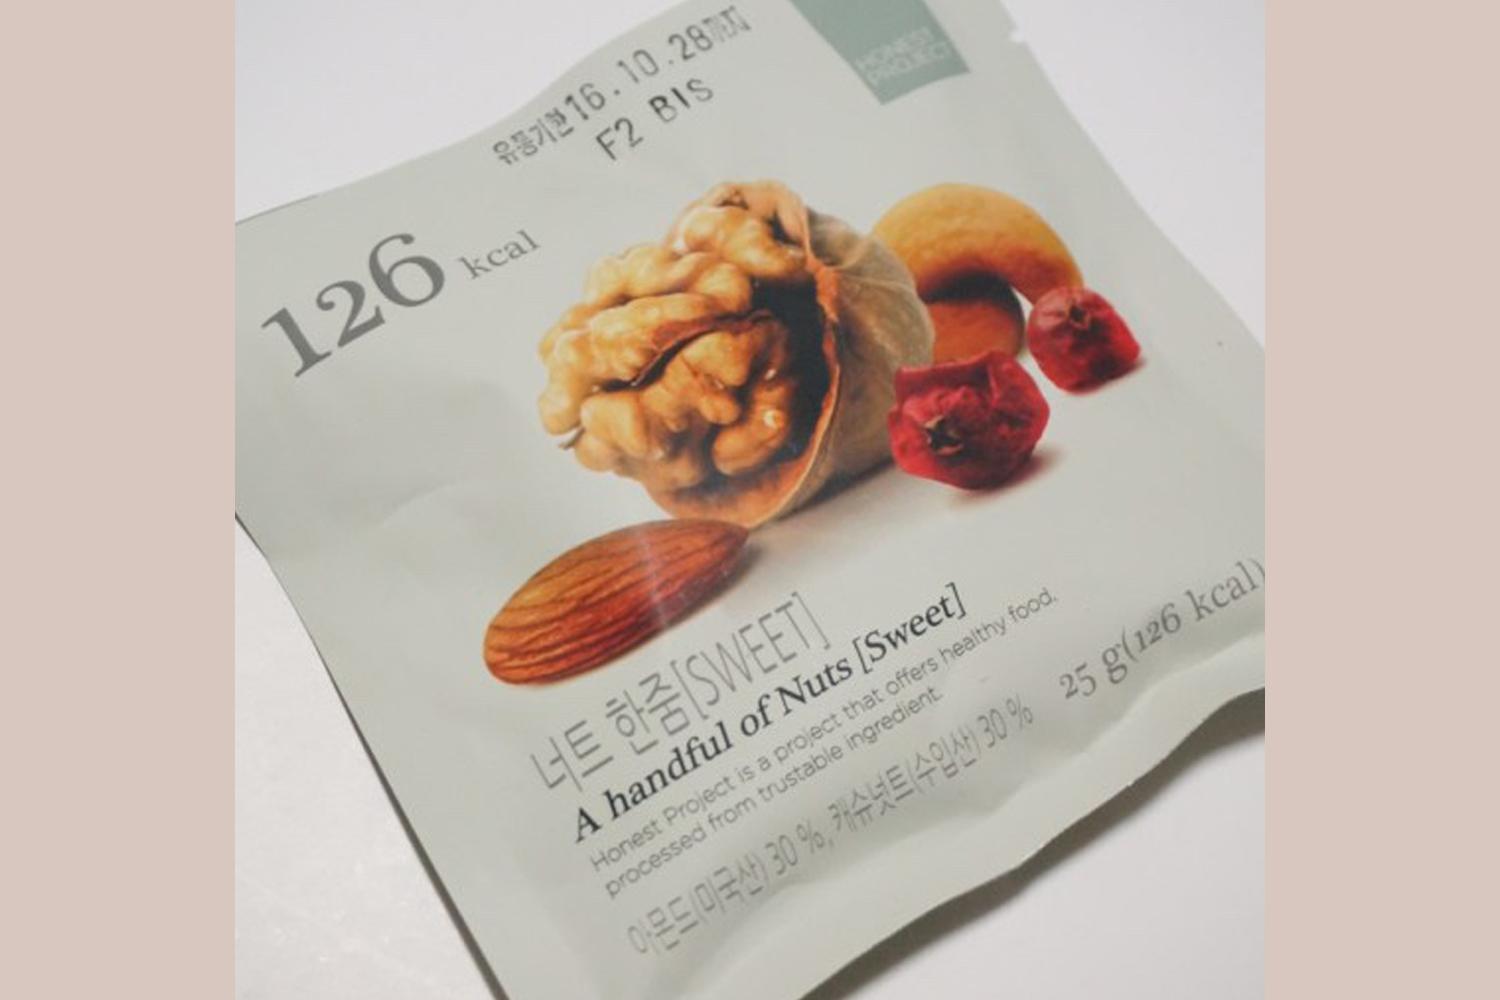 유통기한 16.10.28까지
F2 BIS
HONEST
PROJECT
126 kcal
너트 한줌[SWEET]
A handful of Nuts [Sweet]
Honest Project is a project that offers healthy food,
processed from trustable ingredient.
아몬드(미국산) 30 %, 캐슈넛트(수입산) 30 %
25 g(126 kcal)